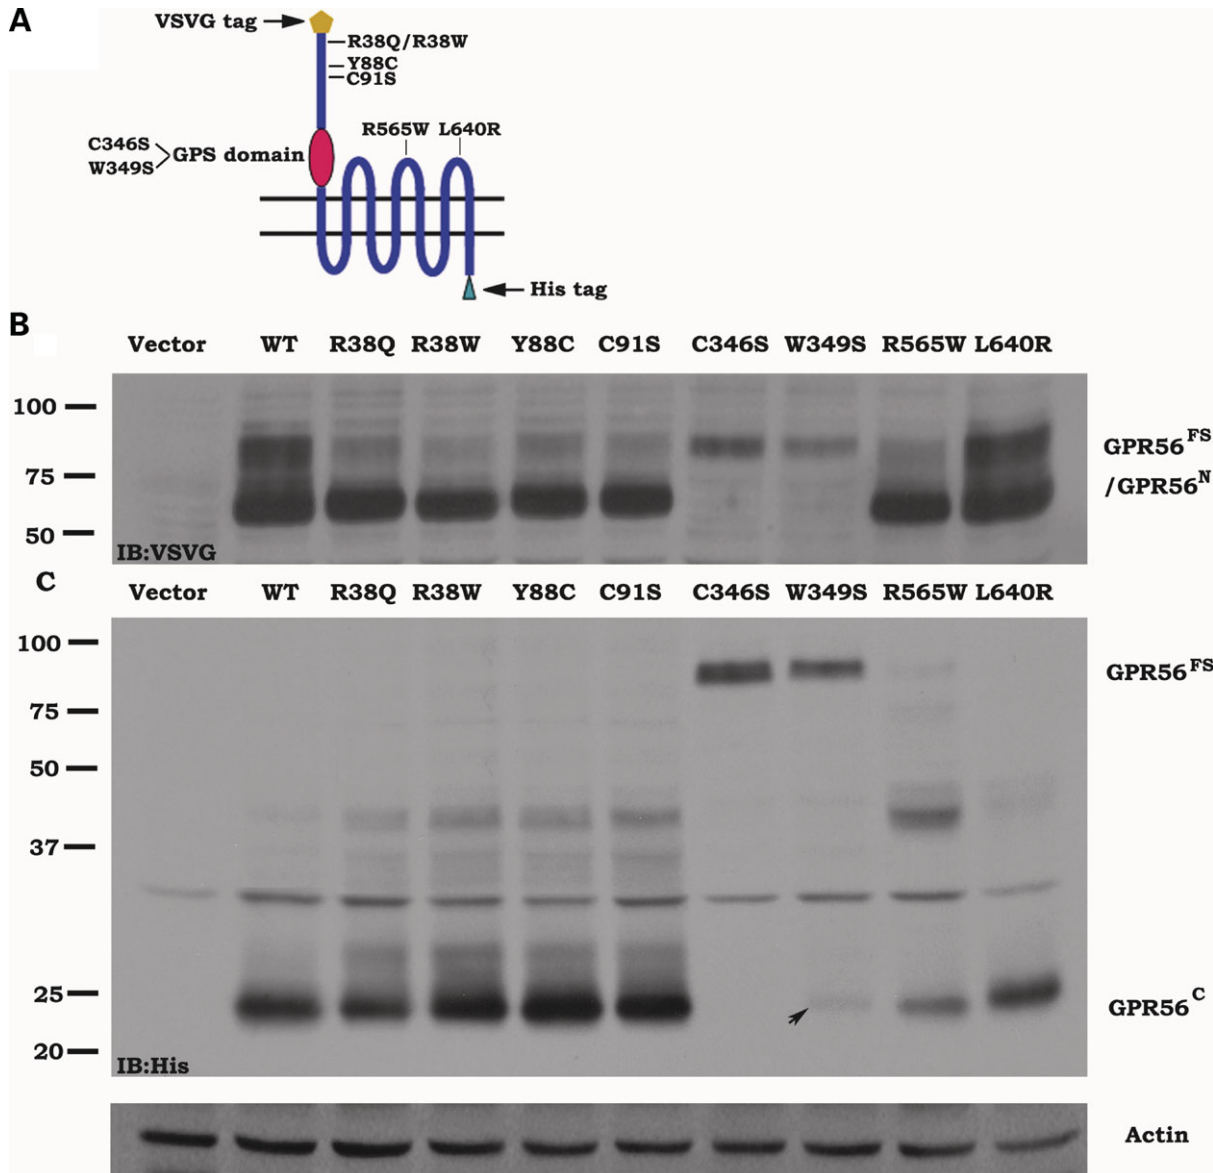 A
VSVG tag
R38Q/R38W
Y88C
C91S
R565W L640R
C346S
W349S
GPS domain
His tag
B
Vector WT R38Q R38W Y88C C91S C346S W349S R565W L640R
100
75
50
GPR56FS
/GPR56N
IB:VSVG
C
Vector WT R38Q R38W Y88C C91S C346S W349S R565W L640R
100
75
50
37
25
20
GPR56FS
GPR56C
IB:His
Actin